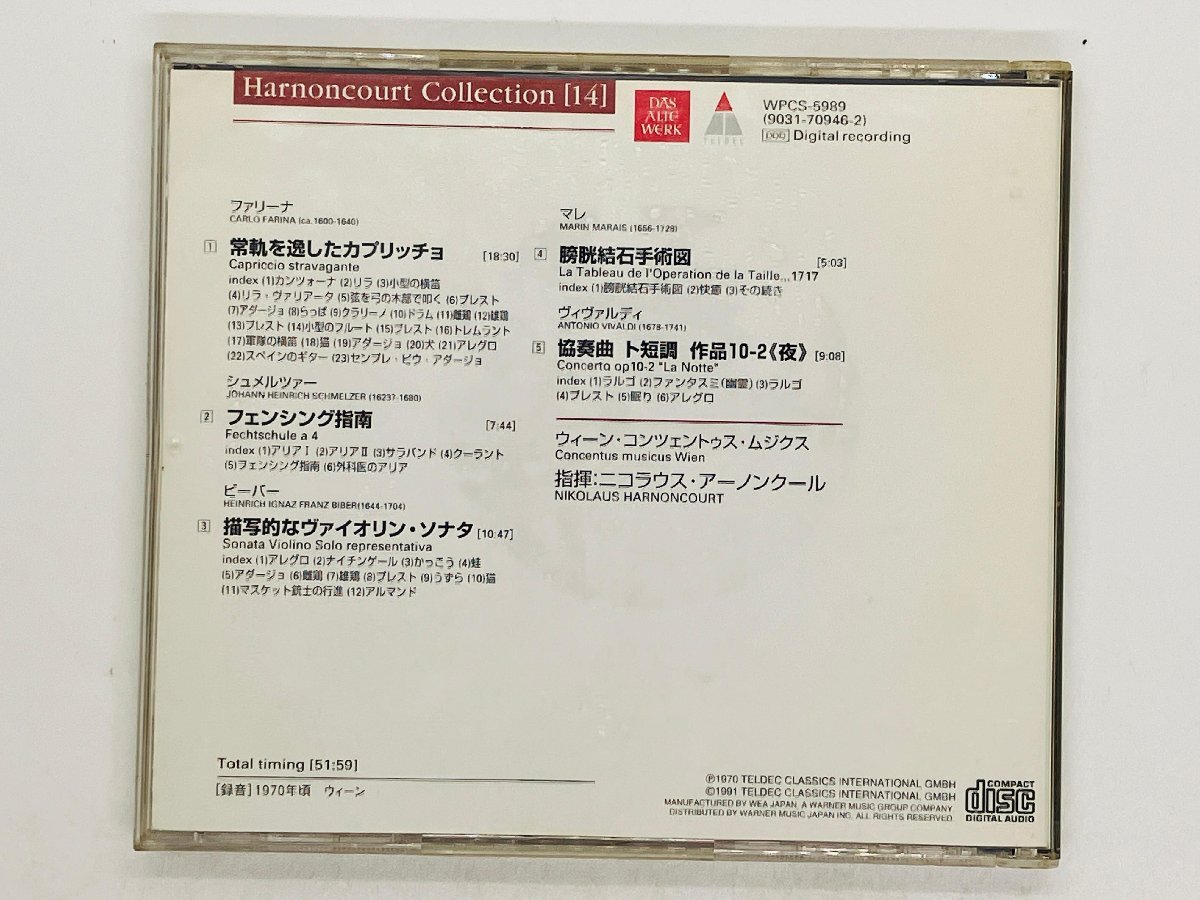 Harnoncourt Collection [14]
DAS
ALTE
WERK
TELDEC
WPCS-5989
(9031-70946-2)
DDD Digital recording
ファリーナ
CARLO FARINA (ca.1600-1640)
1 常軌を逸したカプリッチョ [18:30]
Capriccio stravagante
index (1)カンツォーナ (2)リラ (3)小型の横笛
(4)リラ・ヴァリアータ (5)弦を弓の木部で叩く (6)プレスト
(7)アダージョ (8)らっぱ (9)クラリーノ (10)ドラム (11)雌鶏 (12)雄鶏
(13)プレスト (14)小型のフルート (15)プレスト (16)トレムラント
(17)軍隊の横笛 (18)猫 (19)アダージョ (20)犬 (21)アレグロ
(22)スペインのギター (23)センプレ・ピウ・アダージョ
シュメルツァー
JOHANN HEINRICH SCHMELZER (1623?-1680)
2 フェンシング指南 [7:44]
Fechtschule a 4
index (1)アリアⅠ (2)アリアⅡ (3)サラバンド (4)クーラント
(5)フェンシング指南 (6)外科医のアリア
ビーバー
HEINRICH IGNAZ FRANZ BIBER(1644-1704)
3 描写的なヴァイオリン・ソナタ [10:47]
Sonata Violino Solo representativa
index (1)アレグロ (2)ナイチンゲール (3)かっこう (4)蛙
(5)アダージョ (6)雌鶏 (7)雄鶏 (8)プレスト (9)うずら (10)猫
(11)マスケット銃士の行進 (12)アルマンド
マレ
MARIN MARAIS (1656-1728)
4 膀胱結石手術図 [5:03]
La Tableau de l'Operation de la Taille...1717
index (1)膀胱結石手術図 (2)快癒 (3)その続き
ヴィヴァルディ
ANTONIO VIVALDI (1678-1741)
5 協奏曲 ト短調 作品10-2《夜》 [9:08]
Concerto op10-2 "La Notte"
index (1)ラルゴ (2)ファンタスミ(幽霊) (3)ラルゴ
(4)プレスト (5)眠り (6)アレグロ
ウィーン・コンツェントゥス・ムジクス
Concentus musicus Wien
指揮:ニコラウス・アーノンクール
NIKOLAUS HARNONCOURT
Total timing [51:59]
[録音]1970年頃 ウィーン
℗1970 TELDEC CLASSICS INTERNATIONAL GMBH
©1991 TELDEC CLASSICS INTERNATIONAL GMBH
MANUFACTURED BY WEA JAPAN, A WARNER MUSIC GROUP COMPANY.
DISTRIBUTED BY WARNER MUSIC JAPAN INC. ALL RIGHTS RESERVED.
COMPACT
disc
DIGITAL AUDIO